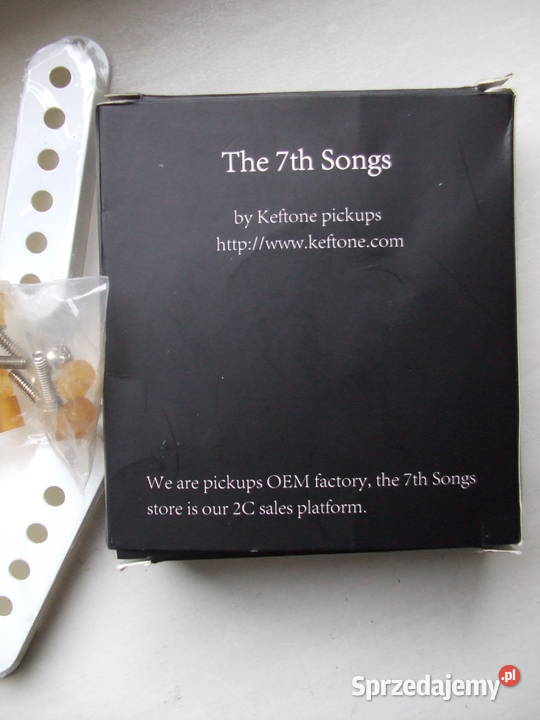 The 7th Songs
by Keftone pickups
http://www.keftone.com
We are pickups OEM factory, the 7th Songs
store is our 2C sales platform.
Sprzedajemy.pl